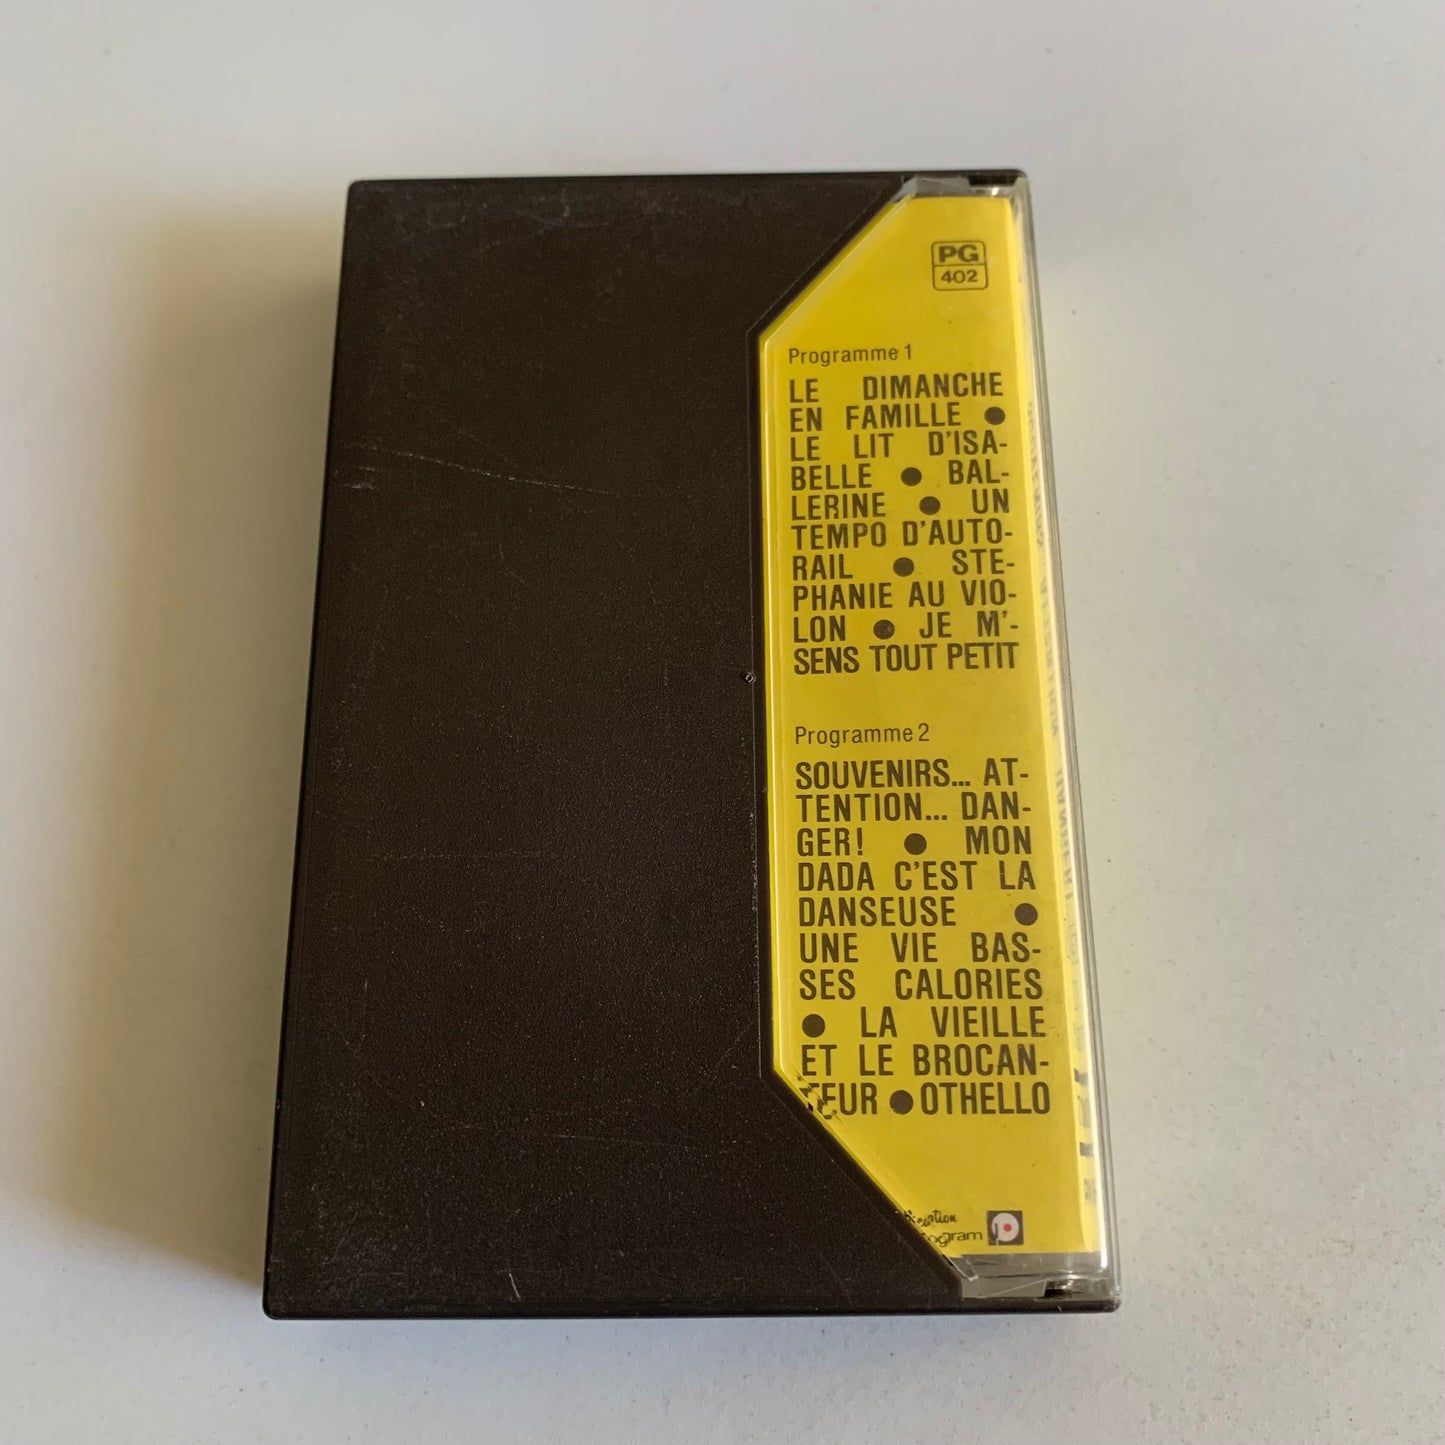 PG
402
Programme 1
LE DIMANCHE
EN FAMILLE ●
LE LIT D'ISA-
BELLE ● BAL-
LERINE ● UN
TEMPO D'AUTO-
RAIL ● STE-
PHANIE AU VIO-
LON ● JE M'-
SENS TOUT PETIT
Programme 2
SOUVENIRS... AT-
TENTION... DAN-
GER! ● MON
DADA C'EST LA
DANSEUSE ●
UNE VIE BAS-
SES CALORIES
● LA VIEILLE
ET LE BROCAN-
TEUR ● OTHELLO